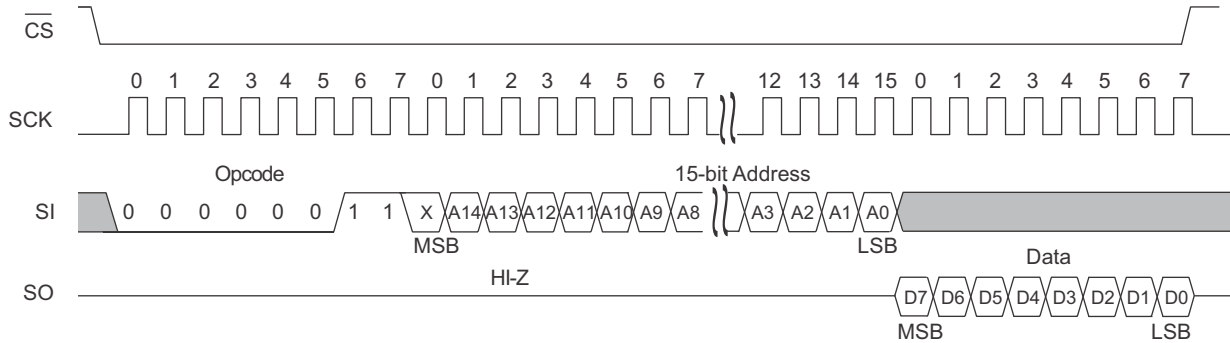 CS
0 1 2 3 4 5 6 7 0 1 2 3 4 5 6 7 12 13 14 15 0 1 2 3 4 5 6 7
SCK
Opcode 15-bit Address
SI 0 0 0 0 0 0 1 1 X A14 A13 A12 A11 A10 A9 A8 A3 A2 A1 A0
MSB LSB
HI-Z Data
SO D7 D6 D5 D4 D3 D2 D1 D0
MSB LSB